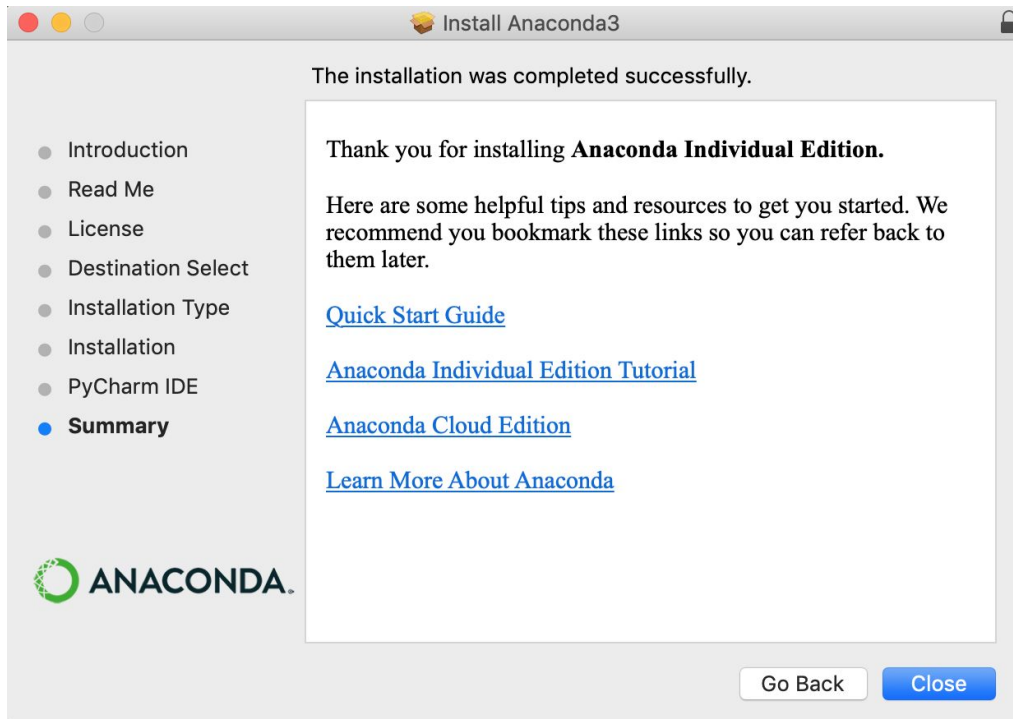 Install Anaconda3
The installation was completed successfully.
Introduction
Read Me
License
Destination Select
Installation Type
Installation
PyCharm IDE
Summary
Thank you for installing Anaconda Individual Edition.
Here are some helpful tips and resources to get you started. We
recommend you bookmark these links so you can refer back to
them later.
Quick Start Guide
Anaconda Individual Edition Tutorial
Anaconda Cloud Edition
Learn More About Anaconda
ANACONDA.
Go Back
Close